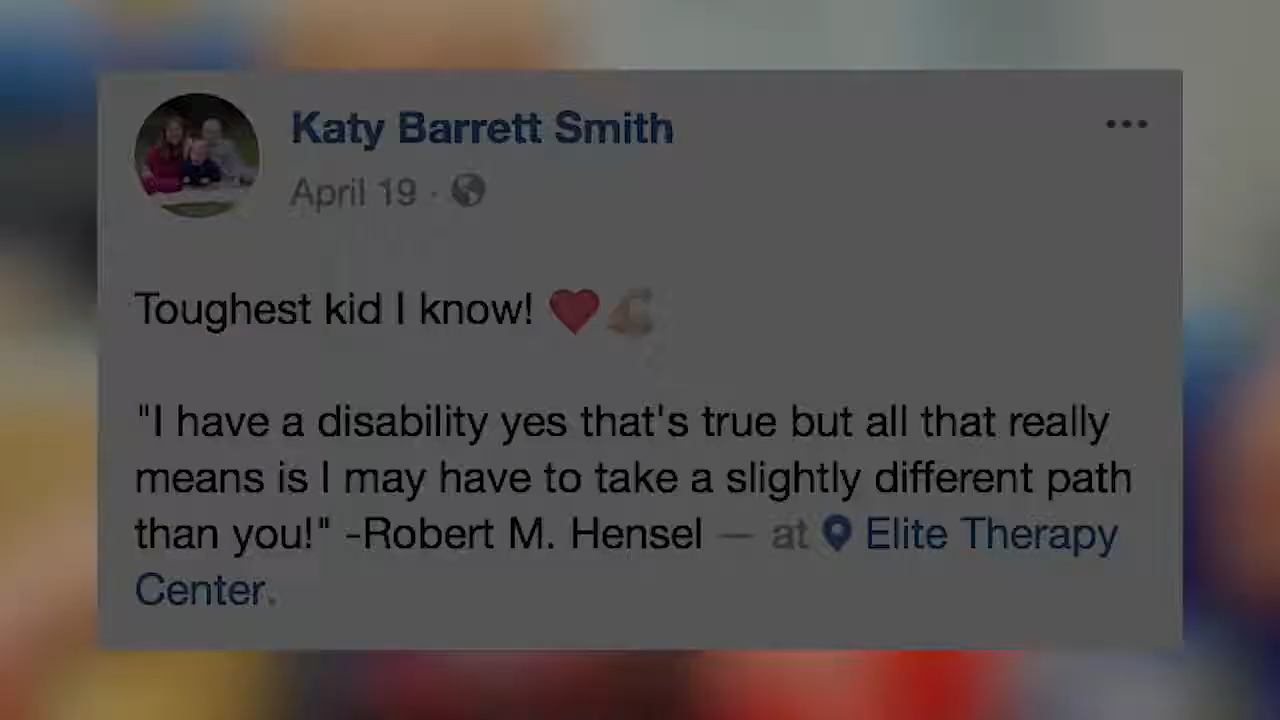 Katy Barrett Smith
April 19 ·
Toughest kid I know! ❤️💪🏼
"I have a disability yes that's true but all that really
means is I may have to take a slightly different path
than you!" -Robert M. Hensel — at Elite Therapy
Center.